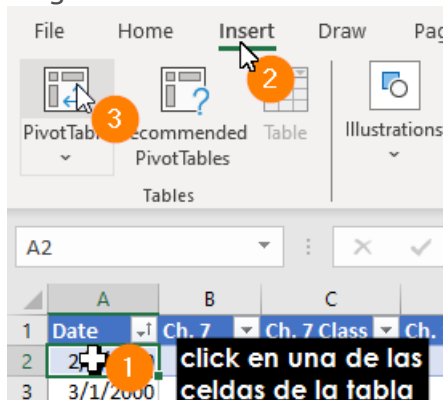 File Home Insert Draw
2
3
PivotTable Recommended Table Illustrations
PivotTables
Tables
A2
A B C
1 Date Ch. 7 Ch. 7 Class Ch.
2 1 click en una de las
3 3/1/2000 celdas de la tabla